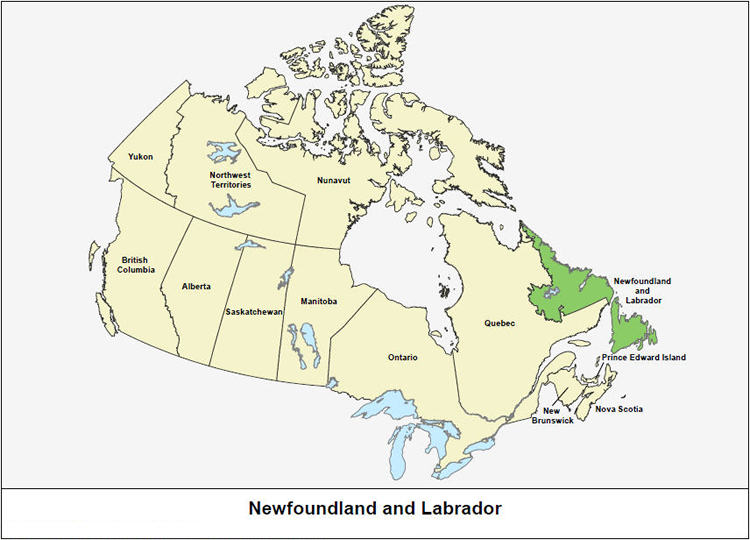 Yukon
Northwest
Territories
Nunavut
British
Columbia
Alberta
Saskatchewan
Manitoba
Ontario
Quebec
Newfoundland
and
Labrador
Prince Edward Island
New
Brunswick
Nova Scotia
Newfoundland and Labrador